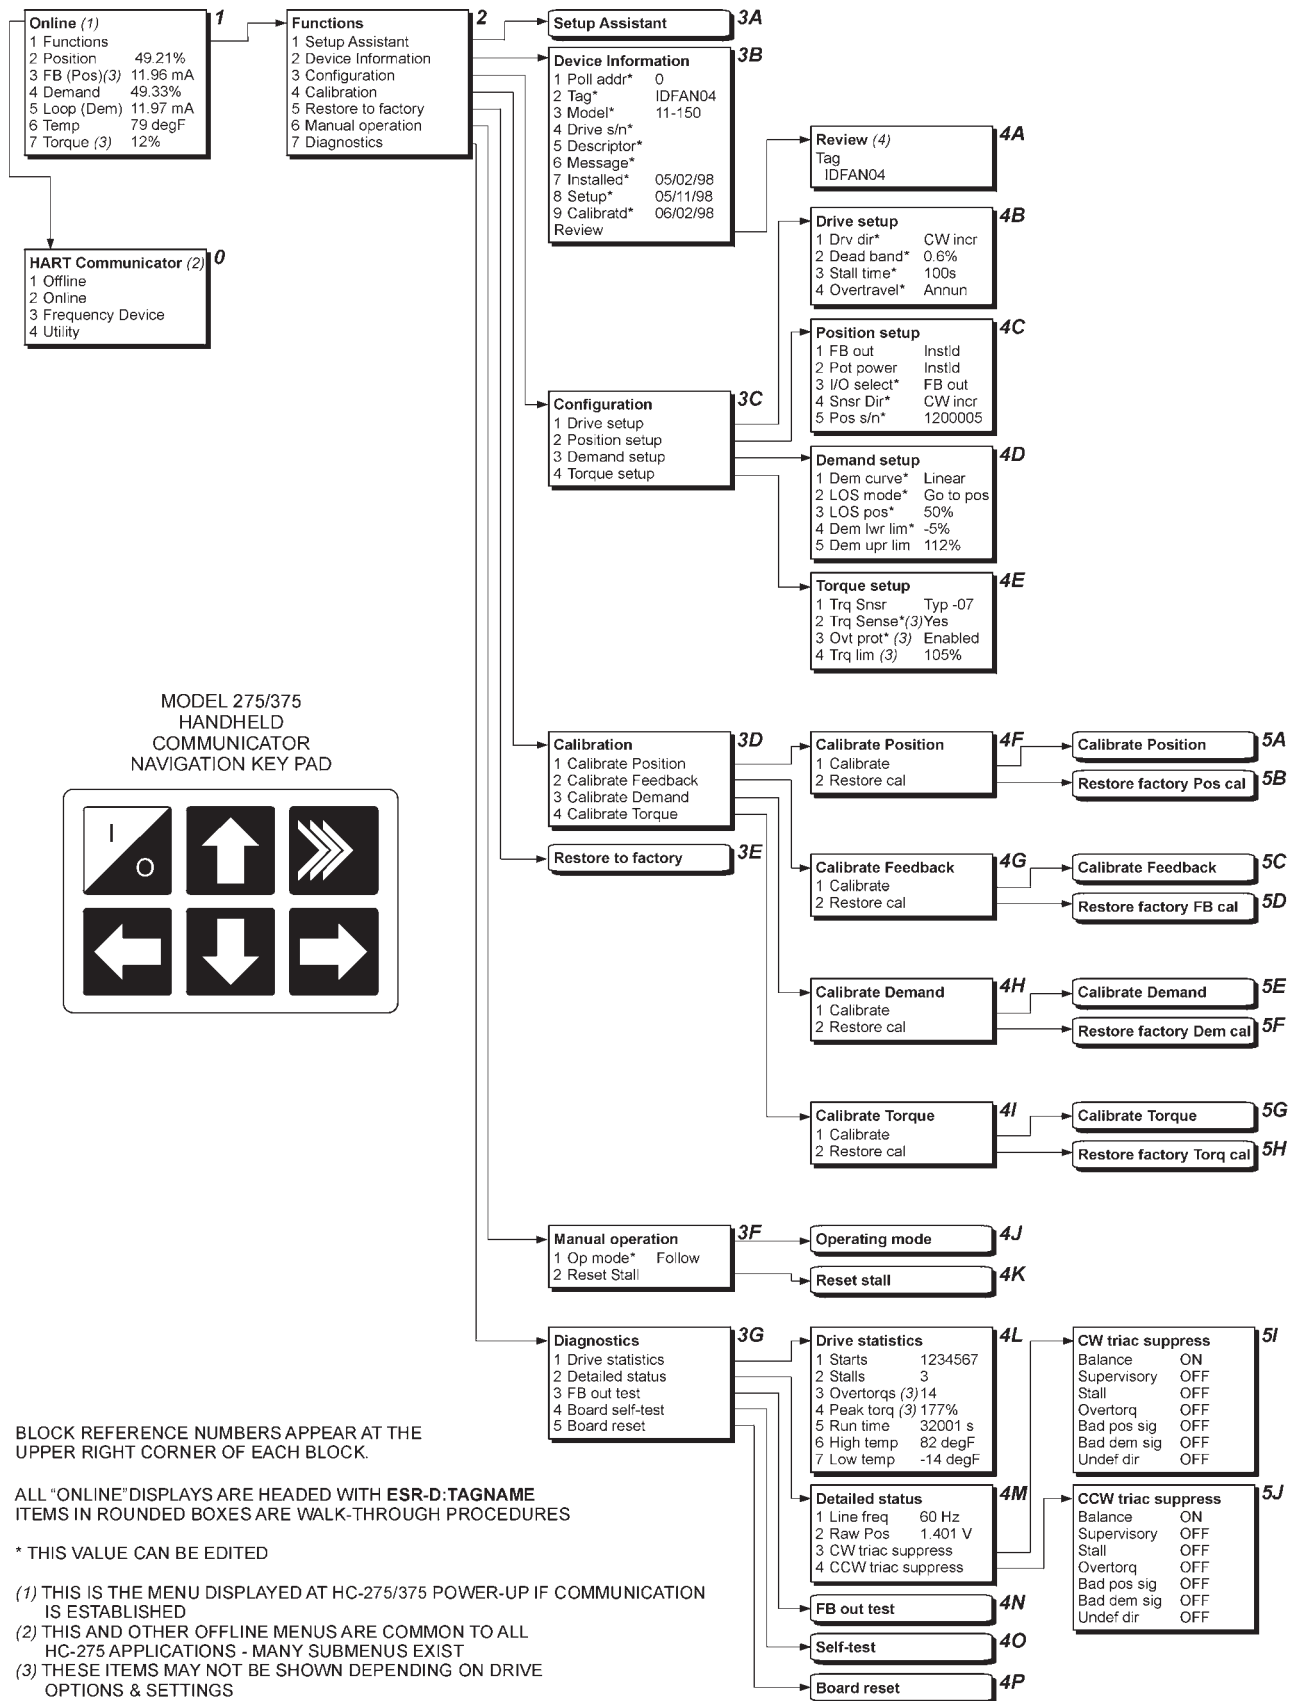 Online (1) 1
1 Functions
2 Position 49.21%
3 FB (Pos)(3) 11.96 mA
4 Demand 49.33%
5 Loop (Dem) 11.97 mA
6 Temp 79 degF
7 Torque (3) 12%
HART Communicator (2) 0
1 Offline
2 Online
3 Frequency Device
4 Utility
Functions 2
1 Setup Assistant
2 Device Information
3 Configuration
4 Calibration
5 Restore to factory
6 Manual operation
7 Diagnostics
Setup Assistant 3A
Device Information 3B
1 Poll addr* 0
2 Tag* IDFAN04
3 Model* 11-150
4 Drive s/n*
5 Descriptor*
6 Message*
7 Installed* 05/02/98
8 Setup* 05/11/98
9 Calibratd* 06/02/98
Review
Review (4) 4A
Tag
IDFAN04
Drive setup 4B
1 Drv dir* CW incr
2 Dead band* 0.6%
3 Stall time* 100s
4 Overtravel* Annun
Position setup 4C
1 FB out Instld
2 Pot power Instld
3 I/O select* FB out
4 Snsr Dir* CW incr
5 Pos s/n* 1200005
Configuration 3C
1 Drive setup
2 Position setup
3 Demand setup
4 Torque setup
Demand setup 4D
1 Dem curve* Linear
2 LOS mode* Go to pos
3 LOS pos* 50%
4 Dem lwr lim* -5%
5 Dem upr lim 112%
Torque setup 4E
1 Trq Snsr Typ -07
2 Trq Sense*(3) Yes
3 Ovt prot* (3) Enabled
4 Trq lim (3) 105%
MODEL 275/375
HANDHELD
COMMUNICATOR
NAVIGATION KEY PAD
I
O
Calibration 3D
1 Calibrate Position
2 Calibrate Feedback
3 Calibrate Demand
4 Calibrate Torque
Restore to factory 3E
Calibrate Position 4F
1 Calibrate
2 Restore cal
Calibrate Position 5A
Restore factory Pos cal 5B
Calibrate Feedback 4G
1 Calibrate
2 Restore cal
Calibrate Feedback 5C
Restore factory FB cal 5D
Calibrate Demand 4H
1 Calibrate
2 Restore cal
Calibrate Demand 5E
Restore factory Dem cal 5F
Calibrate Torque 4I
1 Calibrate
2 Restore cal
Calibrate Torque 5G
Restore factory Torq cal 5H
Manual operation 3F
1 Op mode* Follow
2 Reset Stall
Operating mode 4J
Reset stall 4K
Diagnostics 3G
1 Drive statistics
2 Detailed status
3 FB out test
4 Board self-test
5 Board reset
Drive statistics 4L
1 Starts 1234567
2 Stalls 3
3 Overtorqs (3) 14
4 Peak torq (3) 177%
5 Run time 32001 s
6 High temp 82 degF
7 Low temp -14 degF
Detailed status 4M
1 Line freq 60 Hz
2 Raw Pos 1.401 V
3 CW triac suppress
4 CCW triac suppress
FB out test 4N
Self-test 4O
Board reset 4P
CW triac suppress 5I
Balance ON
Supervisory OFF
Stall OFF
Overtorq OFF
Bad pos sig OFF
Bad dem sig OFF
Undef dir OFF
CCW triac suppress 5J
Balance ON
Supervisory OFF
Stall OFF
Overtorq OFF
Bad pos sig OFF
Bad dem sig OFF
Undef dir OFF
BLOCK REFERENCE NUMBERS APPEAR AT THE
UPPER RIGHT CORNER OF EACH BLOCK.
ALL "ONLINE" DISPLAYS ARE HEADED WITH ESR-D:TAGNAME
ITEMS IN ROUNDED BOXES ARE WALK-THROUGH PROCEDURES
* THIS VALUE CAN BE EDITED
(1) THIS IS THE MENU DISPLAYED AT HC-275/375 POWER-UP IF COMMUNICATION
IS ESTABLISHED
(2) THIS AND OTHER OFFLINE MENUS ARE COMMON TO ALL
HC-275 APPLICATIONS - MANY SUBMENUS EXIST
(3) THESE ITEMS MAY NOT BE SHOWN DEPENDING ON DRIVE
OPTIONS & SETTINGS